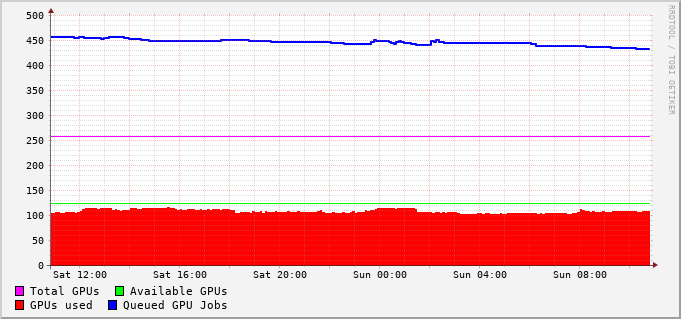 500
450
400
350
300
250
200
150
100
50
0
Sat 12:00 Sat 16:00 Sat 20:00 Sun 00:00 Sun 04:00 Sun 08:00
Total GPUs Available GPUs
GPUs used Queued GPU Jobs
RRDTOOL / TOBI OETIKER